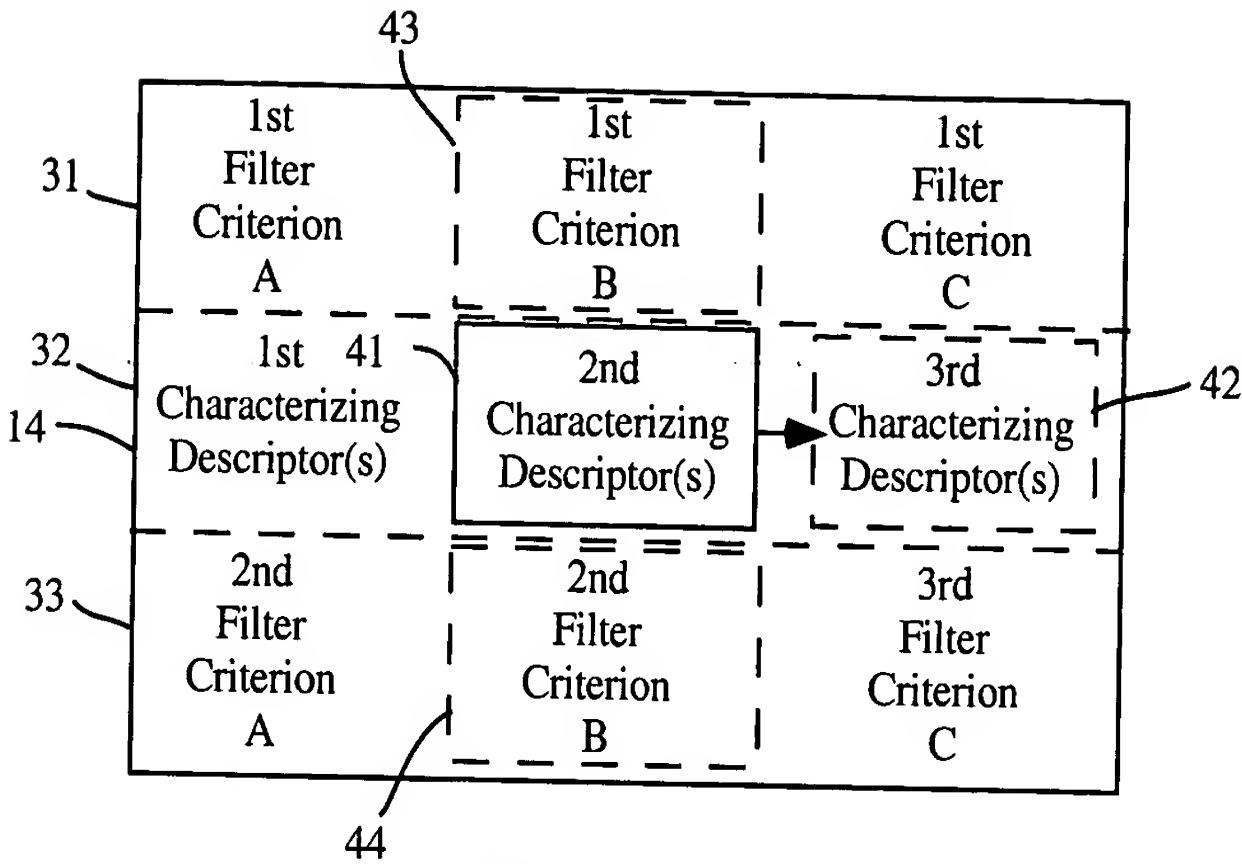 43
1st
Filter
Criterion
A
1st
Filter
Criterion
B
1st
Filter
Criterion
C
31
32
14
1st
Characterizing
Descriptor(s)
41
2nd
Characterizing
Descriptor(s)
3rd
Characterizing
Descriptor(s)
42
33
2nd
Filter
Criterion
A
2nd
Filter
Criterion
B
3rd
Filter
Criterion
C
44